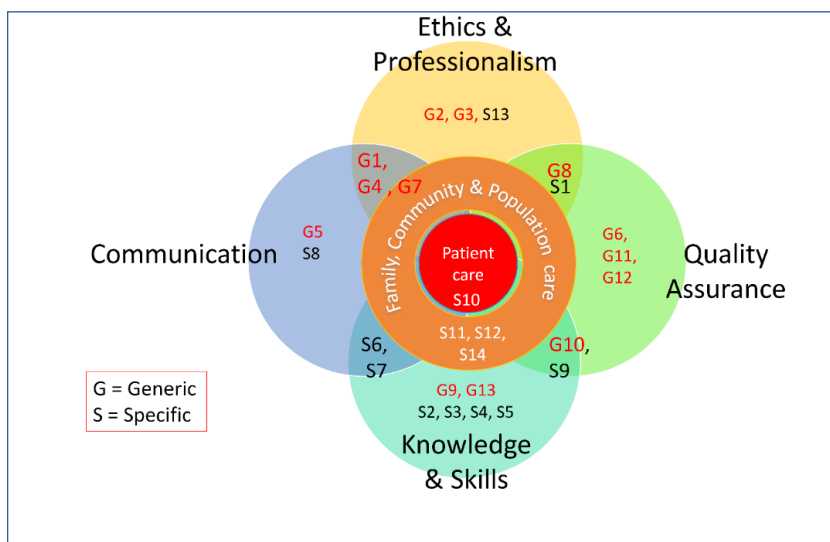 Ethics &
Professionalism
G2, G3, S13
G1,
G4 , G7
G8
S1
Family, Community & Population care
G5
S8
Communication
G6,
G11,
G12
Quality
Assurance
Patient
care
S10
S11, S12,
S14
S6,
S7
G10,
S9
G9, G13
S2, S3, S4, S5
Knowledge
& Skills
G = Generic
S = Specific